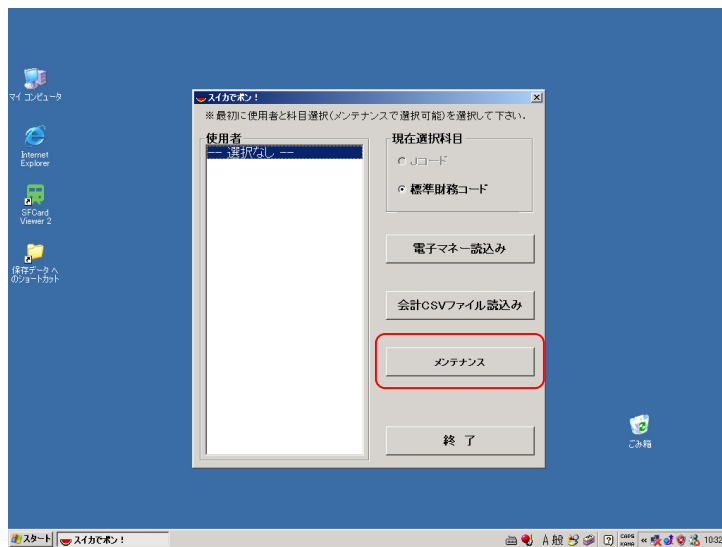 マイ コンピュータ
Internet
Explorer
SFCard
Viewer 2
保存データへ
のショートカット
スイカでポン！
※最初に使用者と科目選択(メンテナンスで選択可能)を選択して下さい．
使用者
-- 選択なし --
現在選択科目
Jコード
標準財務コード
電子マネー読込み
会計CSVファイル読込み
メンテナンス
終 了
ごみ箱
スタート
スイカでポン！
A 般
CAPS
KANA
10:32